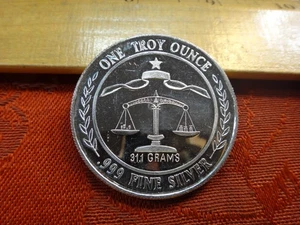 ONE TROY OUNCE
31.1 GRAMS
.999 FINE SILVER